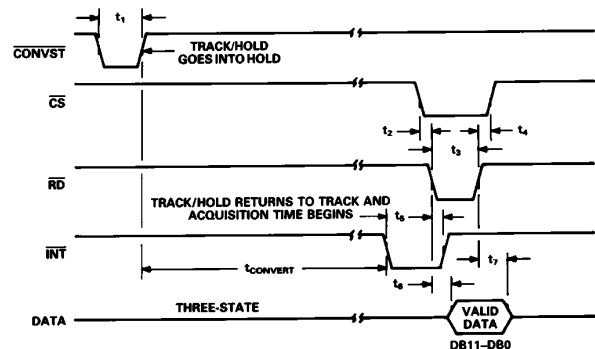 t1
CONVST
TRACK/HOLD
GOES INTO HOLD
CS
t2
t3
t4
RD
TRACK/HOLD RETURNS TO TRACK AND
ACQUISITION TIME BEGINS
t5
INT
tCONVERT
t7
t6
DATA
THREE-STATE
VALID
DATA
DB11–DB0